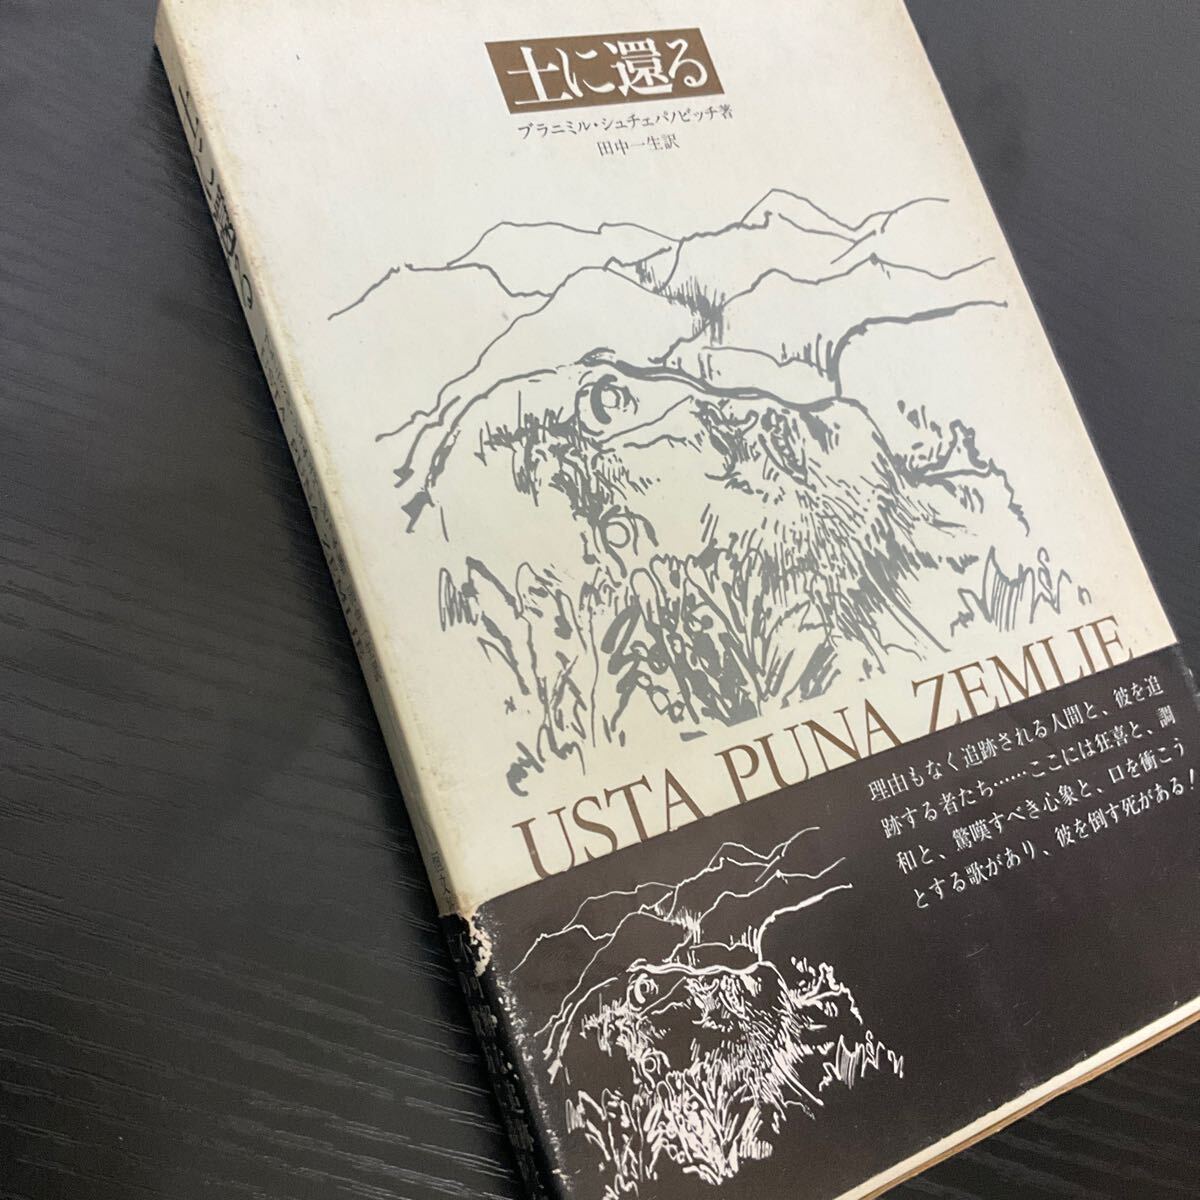 土に還る
ブラニミル・シュチェパノビッチ著
田中一生訳
USTA PUNA ZEMLJE
理由もなく追跡される人間と、彼を追
跡する者たち……ここには狂喜と、調
和と、驚嘆すべき心象と、口を衝こう
とする歌があり、彼を倒す死がある！
土に還る